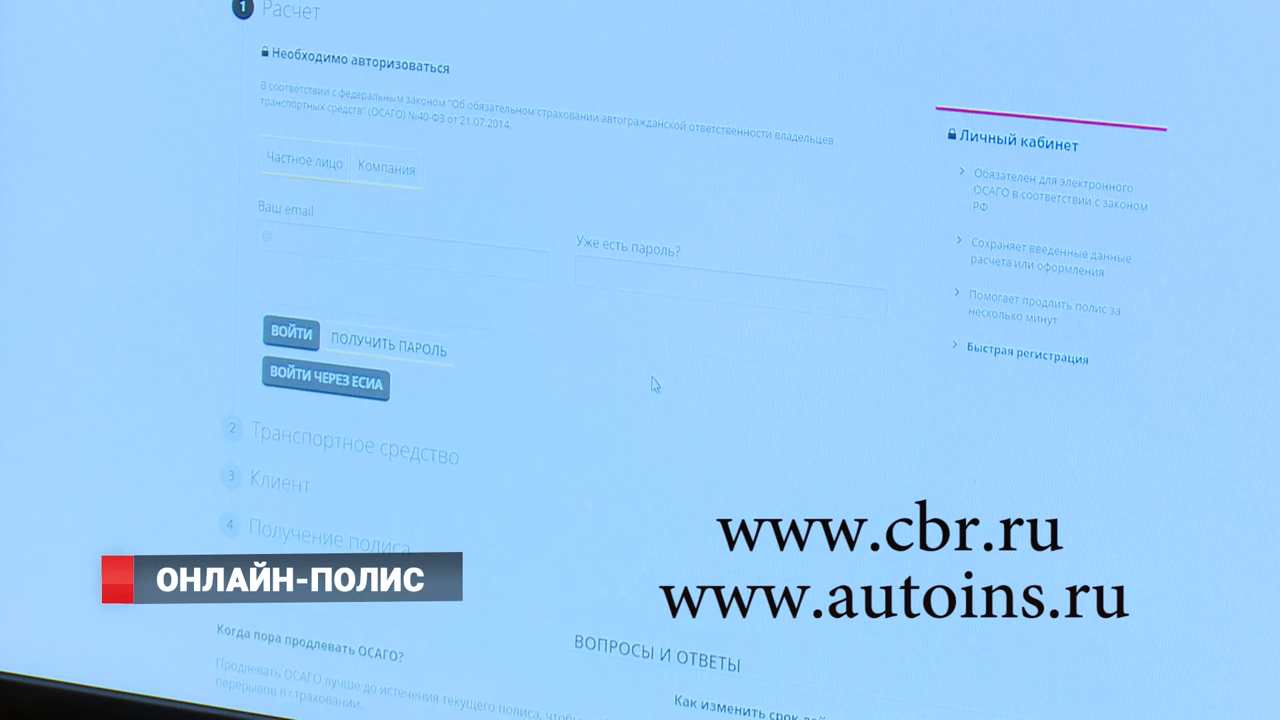 1 Расчет
Необходимо авторизоваться
В соответствии с федеральным законом "Об обязательном страховании автогражданской ответственности владельцев
транспортных средств" (ОСАГО) №40-ФЗ от 21.07.2014.
Частное лицо Компания
Ваш email
@
Уже есть пароль?
ВОЙТИ ПОЛУЧИТЬ ПАРОЛЬ
ВОЙТИ ЧЕРЕЗ ЕСИА
2 Транспортное средство
3 Клиент
4 Получение полиса
Личный кабинет
Обязателен для электронного
ОСАГО в соответствии с законом
РФ
Сохраняет введенные данные
расчета или оформления
Помогает продлить полис за
несколько минут
Быстрая регистрация
www.cbr.ru
www.autoins.ru
ОНЛАЙН-ПОЛИС
Когда пора продлевать ОСАГО?
Продлевать ОСАГО лучше до истечения текущего полиса,
перерывов в страховании.
ВОПРОСЫ И ОТВЕТЫ
Как изменить срок